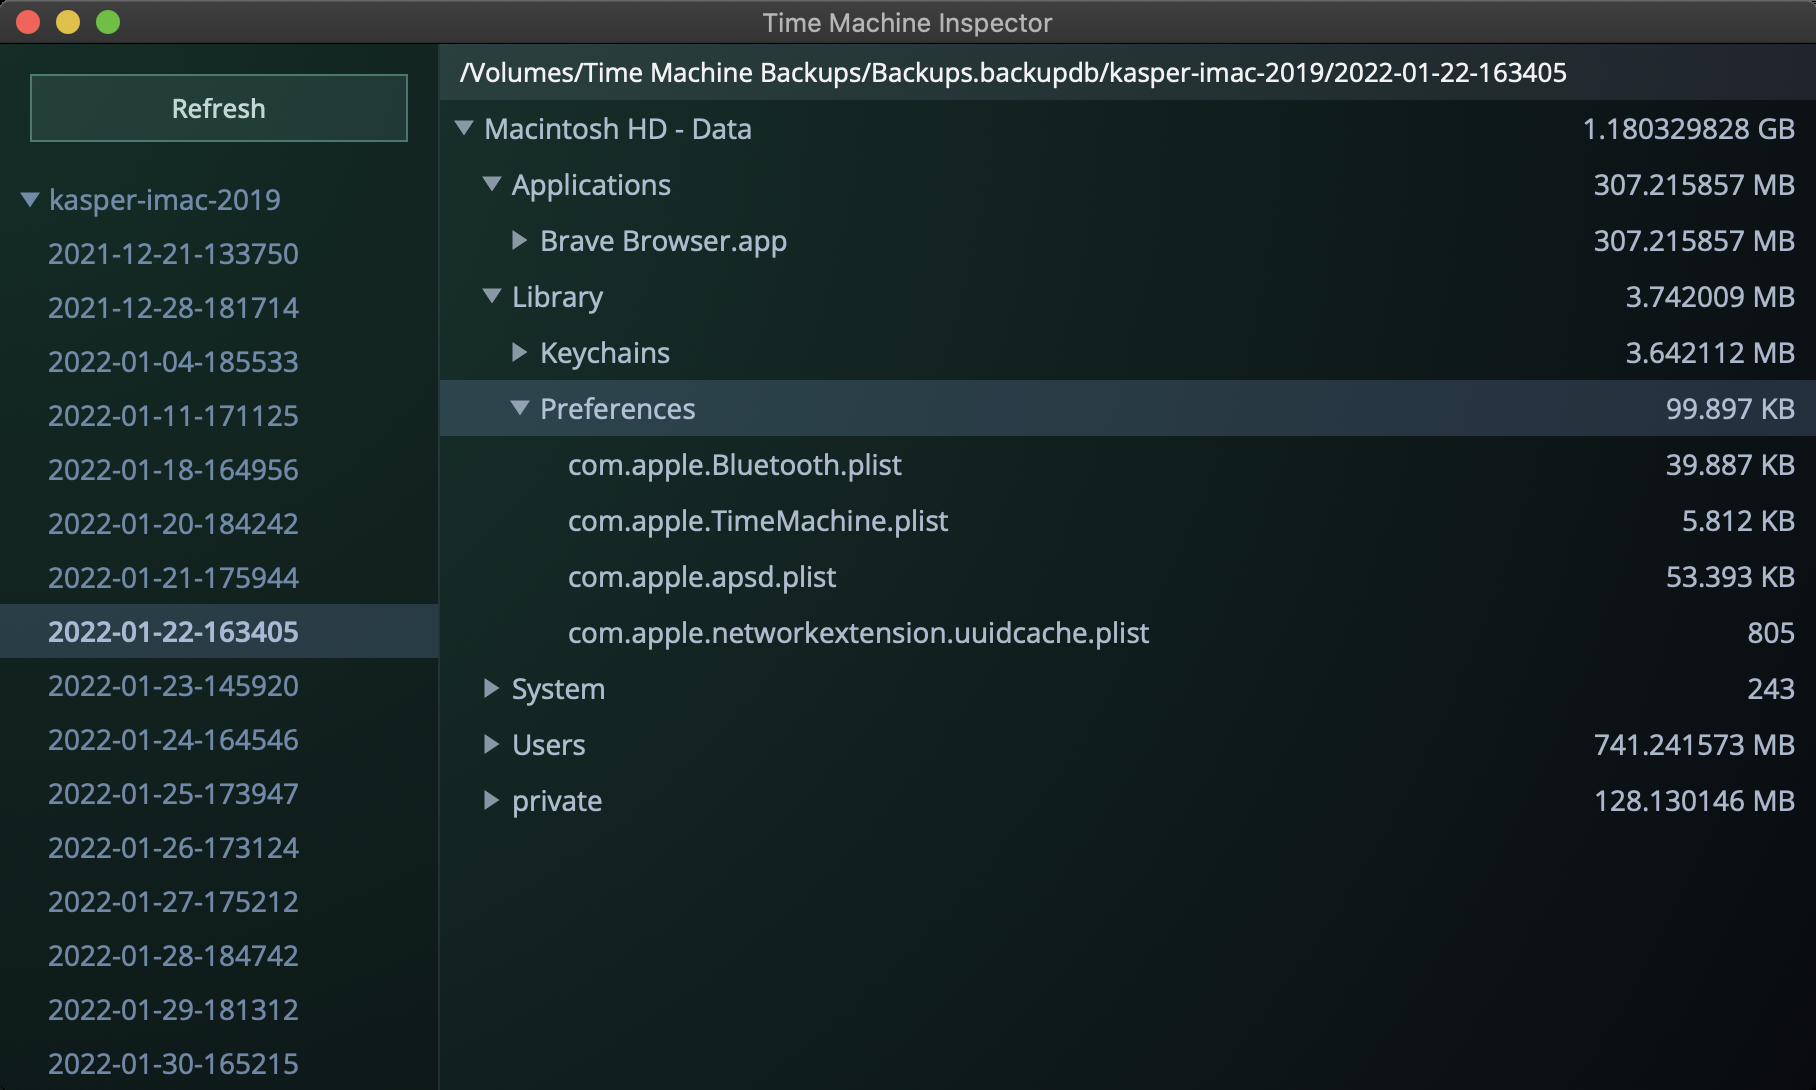 Time Machine Inspector
Refresh
kasper-imac-2019
2021-12-21-133750
2021-12-28-181714
2022-01-04-185533
2022-01-11-171125
2022-01-18-164956
2022-01-20-184242
2022-01-21-175944
2022-01-22-163405
2022-01-23-145920
2022-01-24-164546
2022-01-25-173947
2022-01-26-173124
2022-01-27-175212
2022-01-28-184742
2022-01-29-181312
2022-01-30-165215
/Volumes/Time Machine Backups/Backups.backupdb/kasper-imac-2019/2022-01-22-163405
Macintosh HD - Data 1.180329828 GB
Applications 307.215857 MB
Brave Browser.app 307.215857 MB
Library 3.742009 MB
Keychains 3.642112 MB
Preferences 99.897 KB
com.apple.Bluetooth.plist 39.887 KB
com.apple.TimeMachine.plist 5.812 KB
com.apple.apsd.plist 53.393 KB
com.apple.networkextension.uuidcache.plist 805
System 243
Users 741.241573 MB
private 128.130146 MB